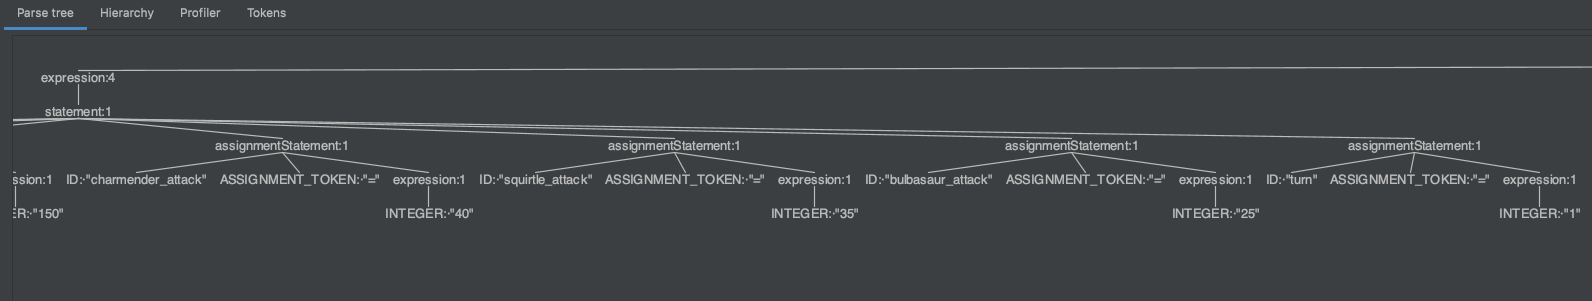 Parse tree Hierarchy Profiler Tokens
expression:4
statement:1
assignmentStatement:1 assignmentStatement:1 assignmentStatement:1 assignmentStatement:1
ssion:1 ID:·"charmender_attack" ASSIGNMENT_TOKEN:·"=" expression:1 ID:·"squirtle_attack" ASSIGNMENT_TOKEN:·"=" expression:1 ID:·"bulbasaur_attack" ASSIGNMENT_TOKEN:·"=" expression:1 ID:·"turn" ASSIGNMENT_TOKEN:·"=" expression:1
ER:·"150" INTEGER:·"40" INTEGER:·"35" INTEGER:·"25" INTEGER:·"1"